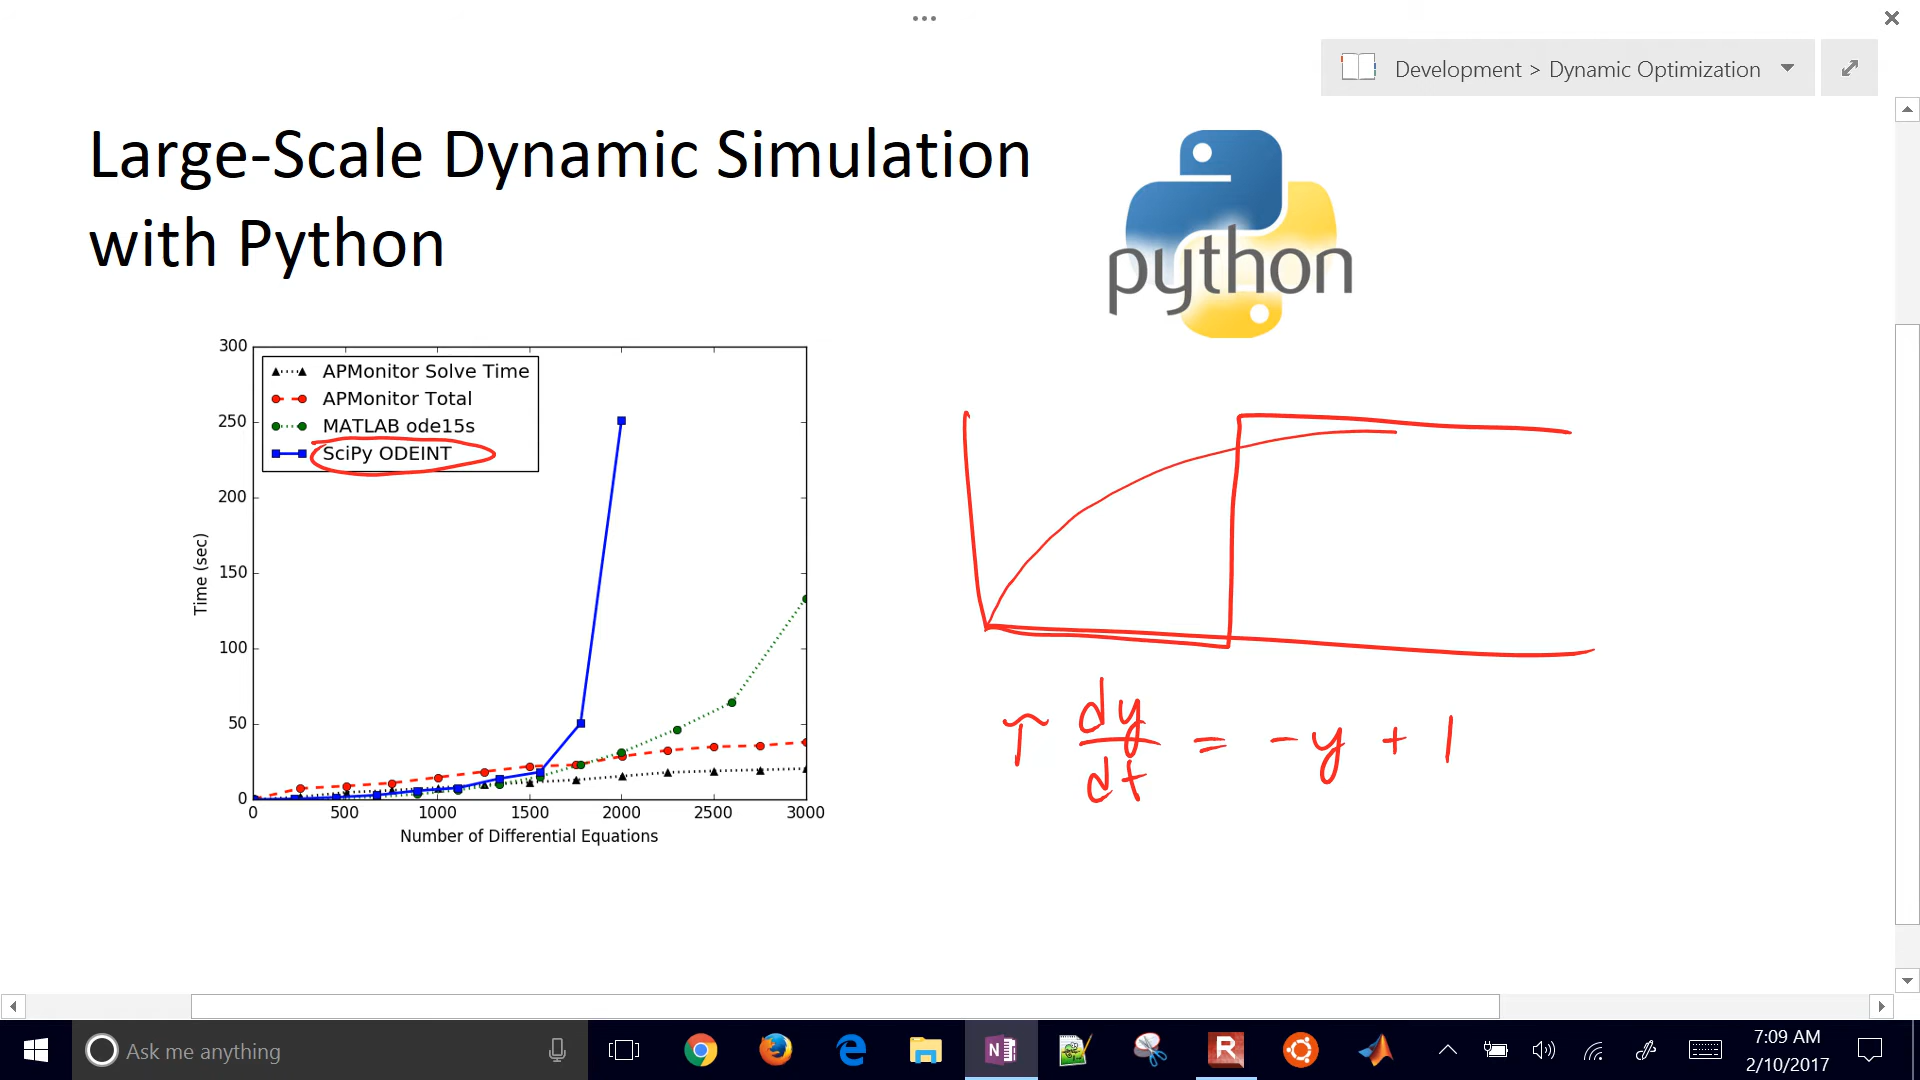 Development > Dynamic Optimization
Large-Scale Dynamic Simulation
with Python
python
300
250
200
150
100
50
0
Time (sec)
APMonitor Solve Time
APMonitor Total
MATLAB ode15s
SciPy ODEINT
0 500 1000 1500 2000 2500 3000
Number of Differential Equations
τ dy/dt = -y + 1
Ask me anything
N
R
7:09 AM
2/10/2017